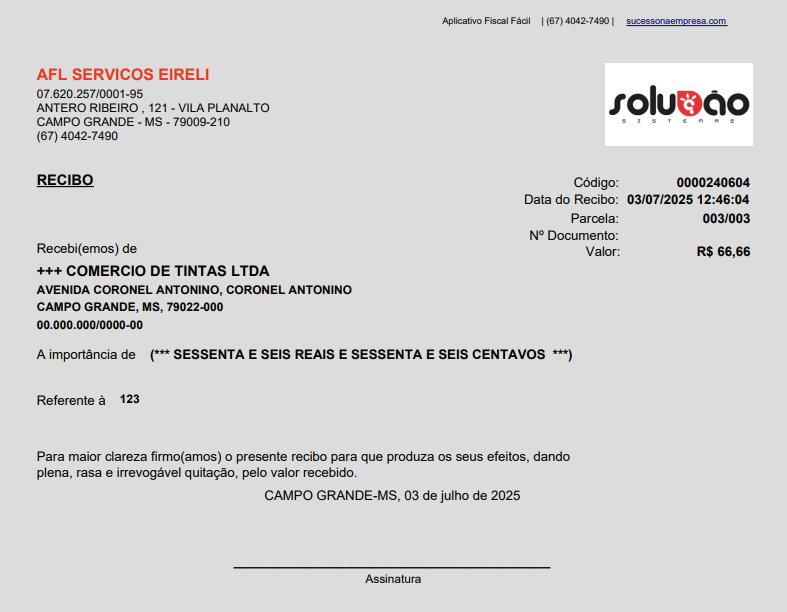 Aplicativo Fiscal Fácil | (67) 4042-7490 | sucessonaempresa.com
AFL SERVICOS EIRELI
07.620.257/0001-95
ANTERO RIBEIRO , 121 - VILA PLANALTO
CAMPO GRANDE - MS - 79009-210
(67) 4042-7490
solução
SISTEMAS
RECIBO
Código: 0000240604
Data do Recibo: 03/07/2025 12:46:04
Parcela: 003/003
Nº Documento:
Valor: R$ 66,66
Recebi(emos) de
+++ COMERCIO DE TINTAS LTDA
AVENIDA CORONEL ANTONINO, CORONEL ANTONINO
CAMPO GRANDE, MS, 79022-000
00.000.000/0000-00
A importância de (*** SESSENTA E SEIS REAIS E SESSENTA E SEIS CENTAVOS ***)
Referente à 123
Para maior clareza firmo(amos) o presente recibo para que produza os seus efeitos, dando
plena, rasa e irrevogável quitação, pelo valor recebido.
CAMPO GRANDE-MS, 03 de julho de 2025
Assinatura